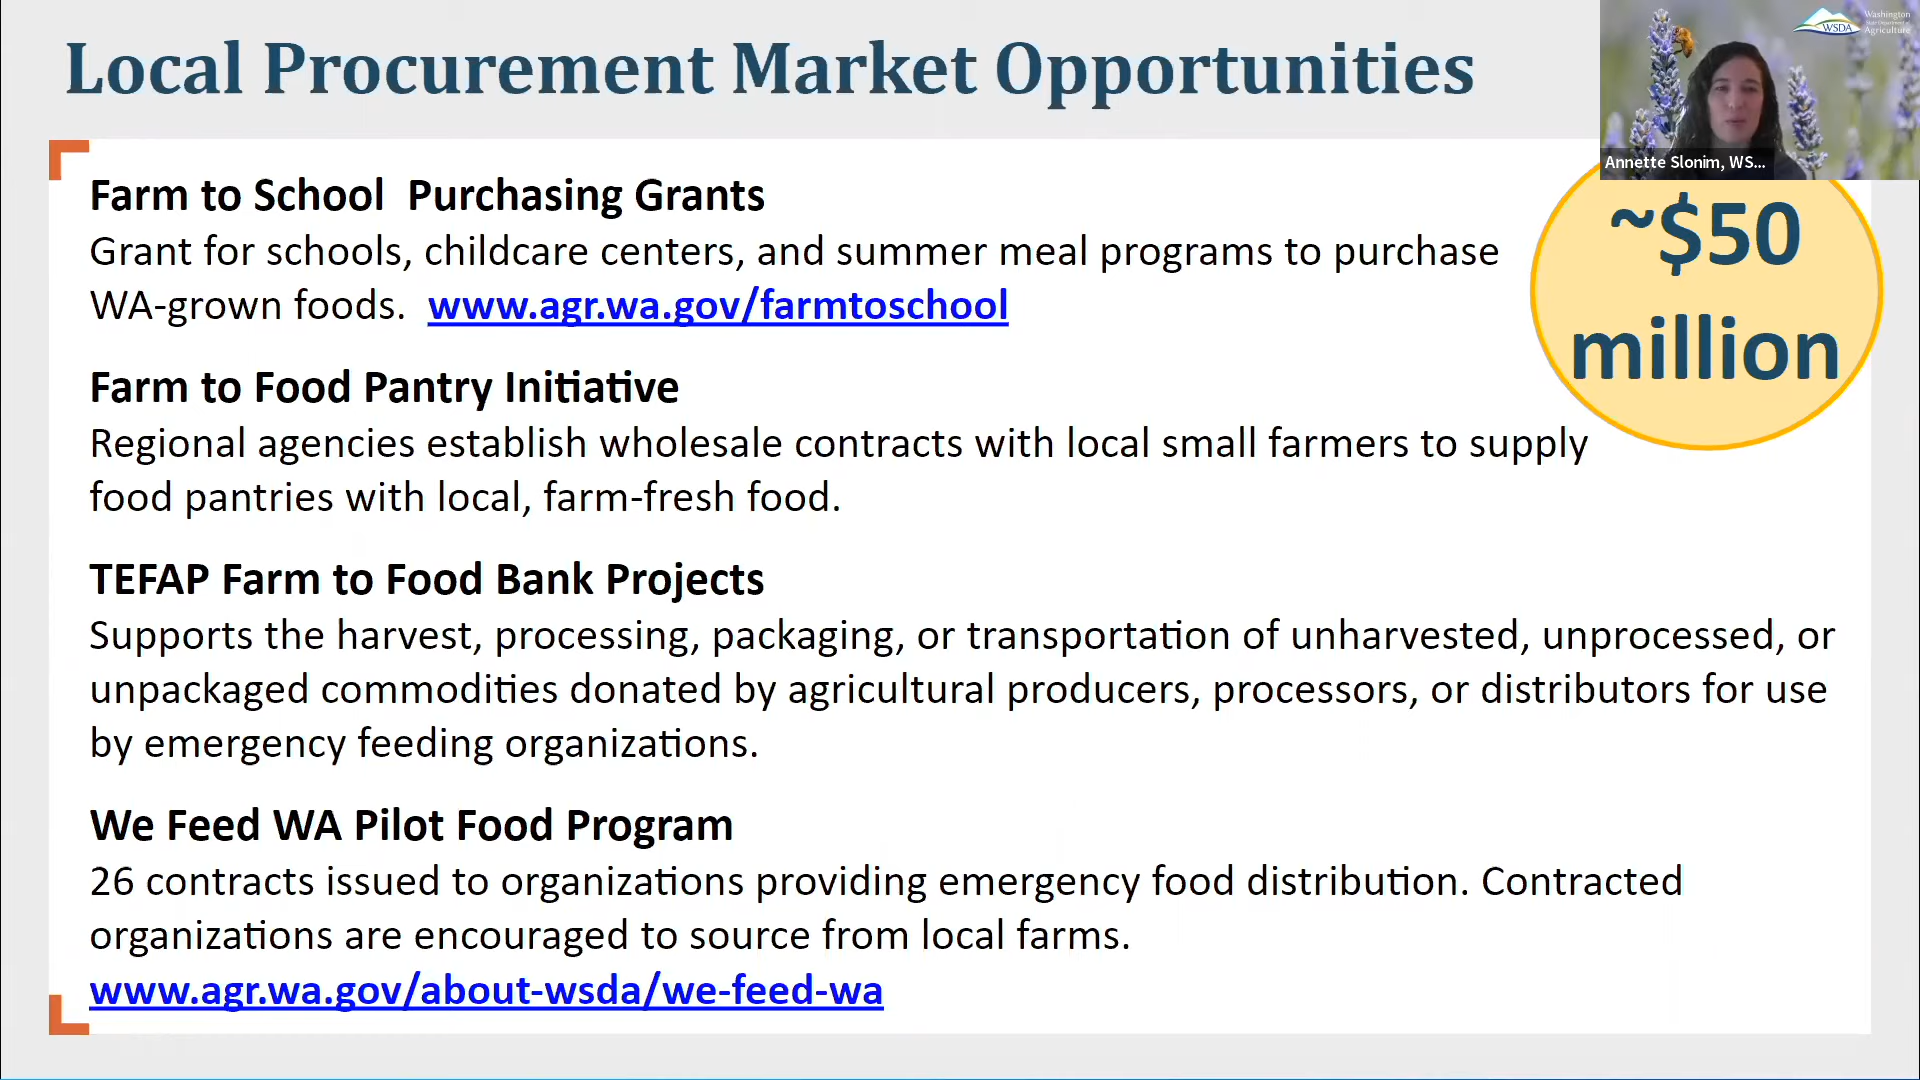 Local Procurement Market Opportunities
WSDA
Washington
State Department of
Agriculture
Annette Slonim, WS...
~$50
million
Farm to School  Purchasing Grants
Grant for schools, childcare centers, and summer meal programs to purchase
WA-grown foods.  www.agr.wa.gov/farmtoschool
Farm to Food Pantry Initiative
Regional agencies establish wholesale contracts with local small farmers to supply
food pantries with local, farm-fresh food.
TEFAP Farm to Food Bank Projects
Supports the harvest, processing, packaging, or transportation of unharvested, unprocessed, or
unpackaged commodities donated by agricultural producers, processors, or distributors for use
by emergency feeding organizations.
We Feed WA Pilot Food Program
26 contracts issued to organizations providing emergency food distribution. Contracted
organizations are encouraged to source from local farms.
www.agr.wa.gov/about-wsda/we-feed-wa